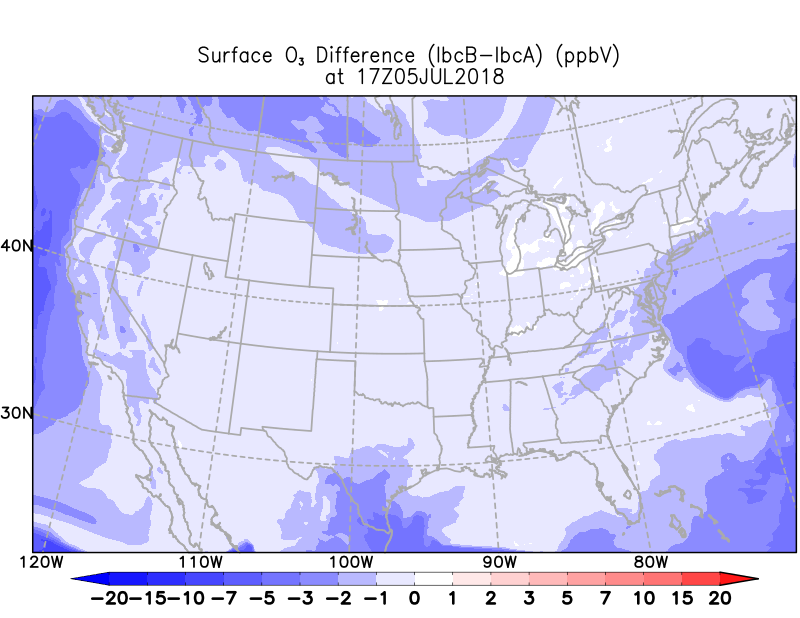 Surface O₃ Difference (lbcB−lbcA) (ppbV)
at 17Z05JUL2018
40N
30N
120W 110W 100W 90W 80W
−20 −15 −10 −7 −5 −3 −2 −1 0 1 2 3 5 7 10 15 20